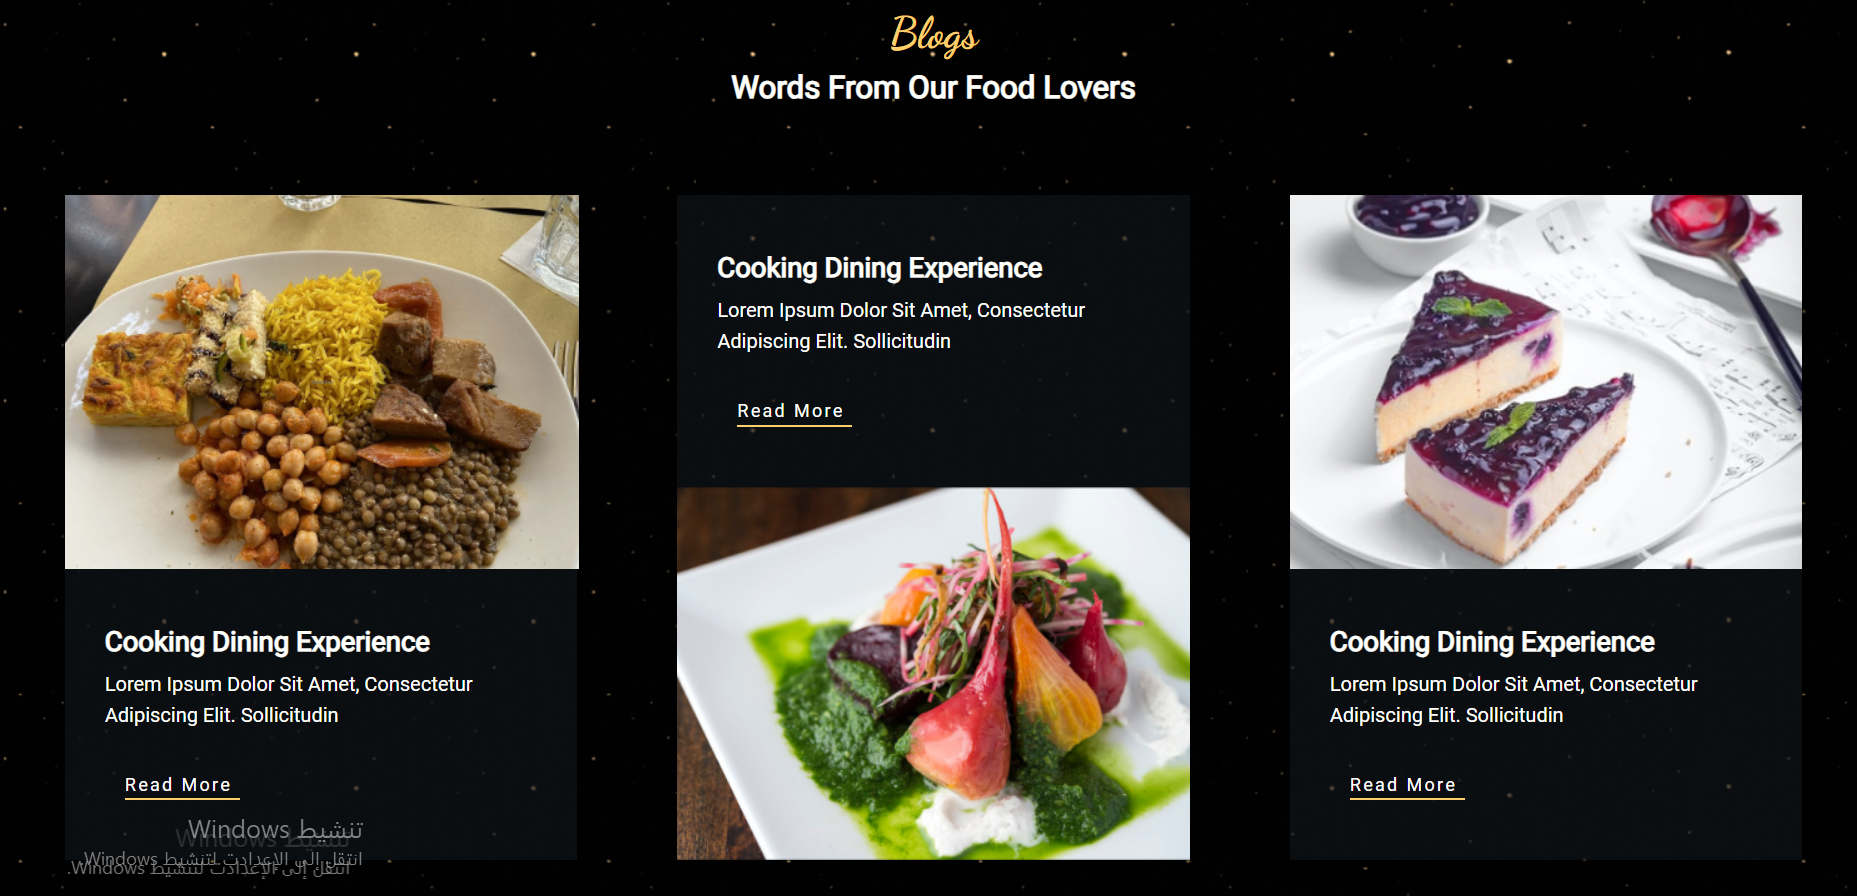 Blogs
Words From Our Food Lovers
Cooking Dining Experience
Lorem Ipsum Dolor Sit Amet, Consectetur
Adipiscing Elit. Sollicitudin
Read More
Cooking Dining Experience
Lorem Ipsum Dolor Sit Amet, Consectetur
Adipiscing Elit. Sollicitudin
Read More
Cooking Dining Experience
Lorem Ipsum Dolor Sit Amet, Consectetur
Adipiscing Elit. Sollicitudin
Read More
تنشيط Windows
انتقل إلى الإعدادت لتنشيط Windows.